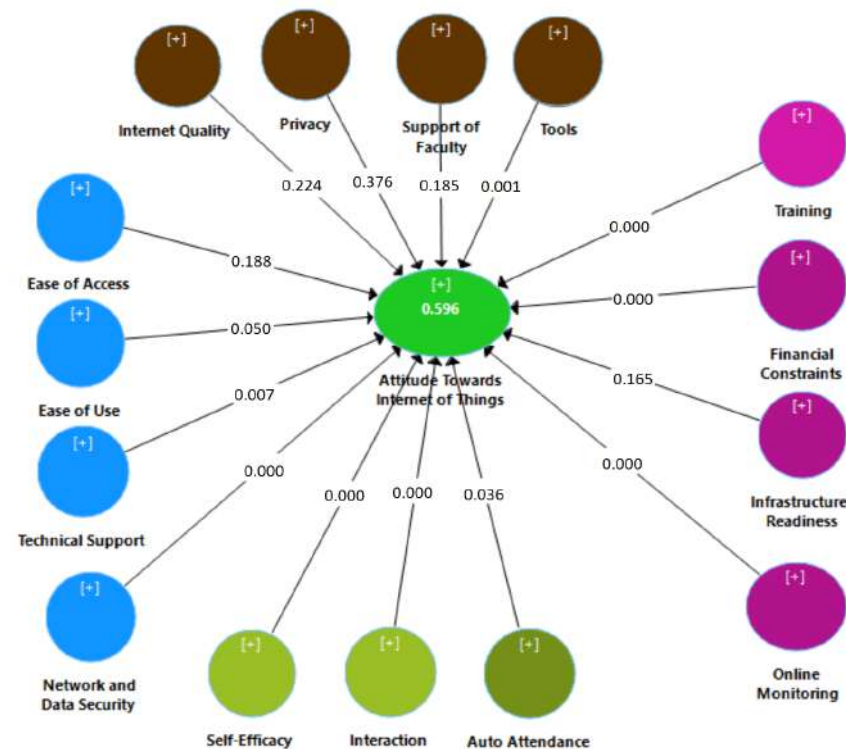 [+]
[+]
[+]
[+]
Internet Quality
Privacy
Support of
Faculty
Tools
[+]
Training
0.224
0.376
0.185
0.001
0.000
[+]
Ease of Access
0.188
[+]
0.596
Attitude Towards
Internet of Things
0.000
[+]
Financial
Constraints
[+]
Ease of Use
0.050
0.165
[+]
Infrastructure
Readiness
[+]
Technical Support
0.007
0.000
0.000
0.000
0.036
0.000
[+]
Network and
Data Security
[+]
Online
Monitoring
[+]
Self-Efficacy
[+]
Interaction
[+]
Auto Attendance